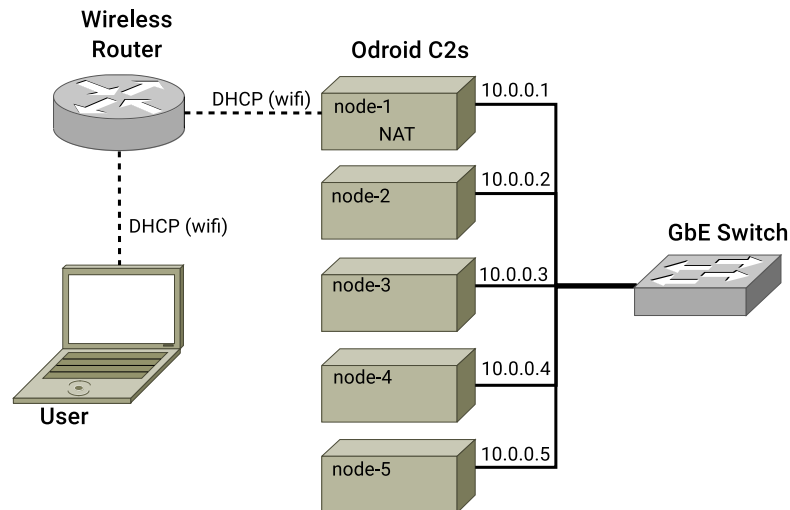 Wireless
Router
Odroid C2s
DHCP (wifi)
node-1
NAT
10.0.0.1
node-2
10.0.0.2
DHCP (wifi)
GbE Switch
node-3
10.0.0.3
node-4
10.0.0.4
User
node-5
10.0.0.5